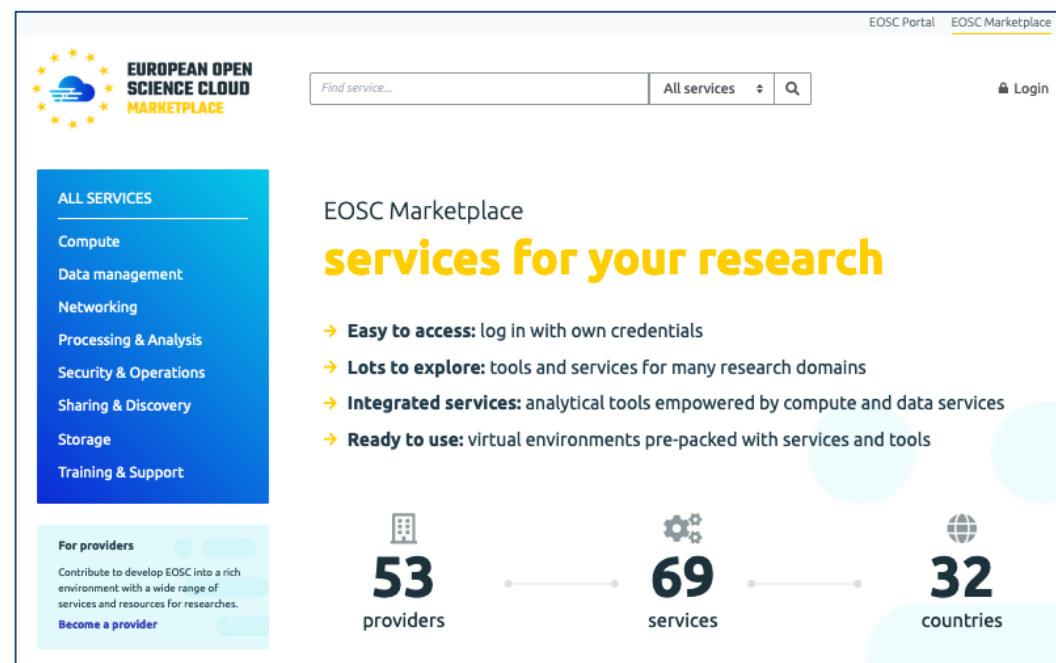 EOSC Portal EOSC Marketplace
EUROPEAN OPEN
SCIENCE CLOUD
MARKETPLACE
Find service...
All services
Login
ALL SERVICES
Compute
Data management
Networking
Processing & Analysis
Security & Operations
Sharing & Discovery
Storage
Training & Support
EOSC Marketplace
services for your research
→ Easy to access: log in with own credentials
→ Lots to explore: tools and services for many research domains
→ Integrated services: analytical tools empowered by compute and data services
→ Ready to use: virtual environments pre-packed with services and tools
For providers
Contribute to develop EOSC into a rich
environment with a wide range of
services and resources for researches.
Become a provider
53 69 32
providers services countries